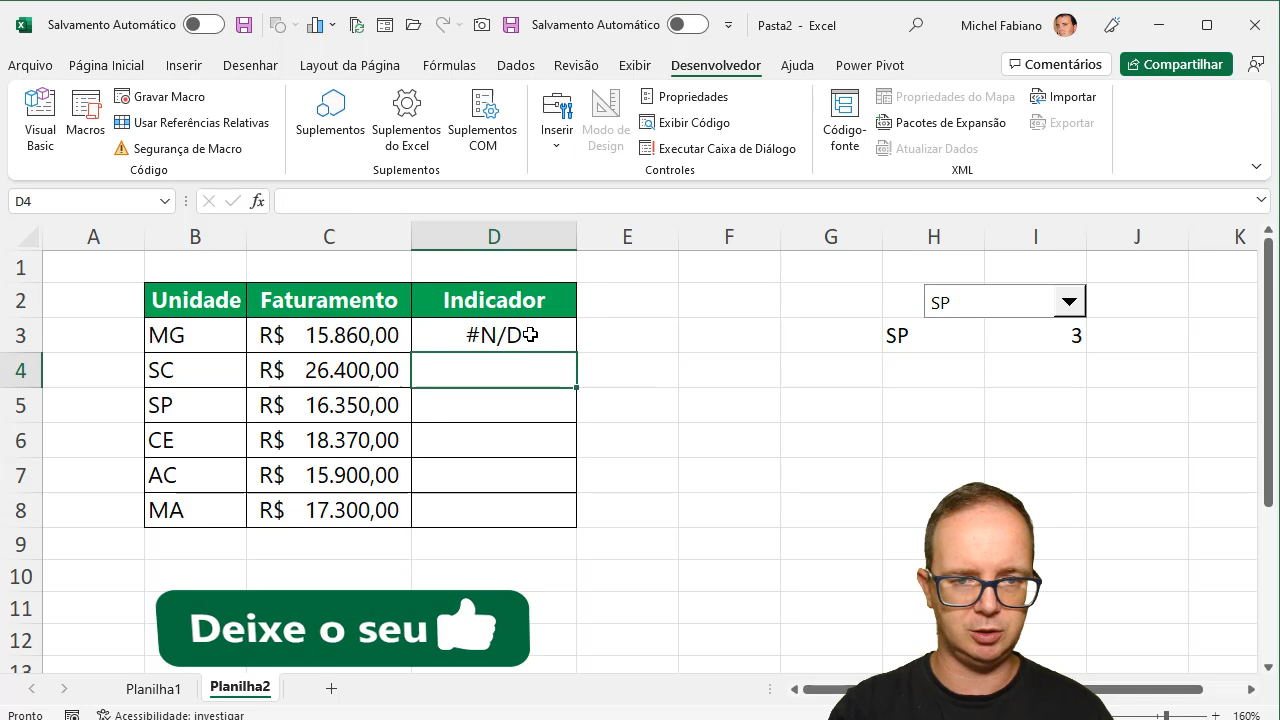 Salvamento Automático
Salvamento Automático
Pasta2 - Excel
Michel Fabiano
Arquivo Página Inicial Inserir Desenhar Layout da Página Fórmulas Dados Revisão Exibir Desenvolvedor Ajuda Power Pivot
Comentários
Compartilhar
Visual Basic
Macros
Gravar Macro
Usar Referências Relativas
Segurança de Macro
Código
Suplementos
Suplementos do Excel
Suplementos COM
Suplementos
Inserir
Modo de Design
Propriedades
Exibir Código
Executar Caixa de Diálogo
Controles
Código-fonte
Propriedades do Mapa
Pacotes de Expansão
Atualizar Dados
Importar
Exportar
XML
D4
fx
A B C D E F G H I J K
1
2 Unidade Faturamento Indicador SP
3 MG R$ 15.860,00 #N/D SP 3
4 SC R$ 26.400,00
5 SP R$ 16.350,00
6 CE R$ 18.370,00
7 AC R$ 15.900,00
8 MA R$ 17.300,00
9
10
11
12
13
Deixe o seu
Planilha1 Planilha2
Pronto
Acessibilidade: investigar
160%